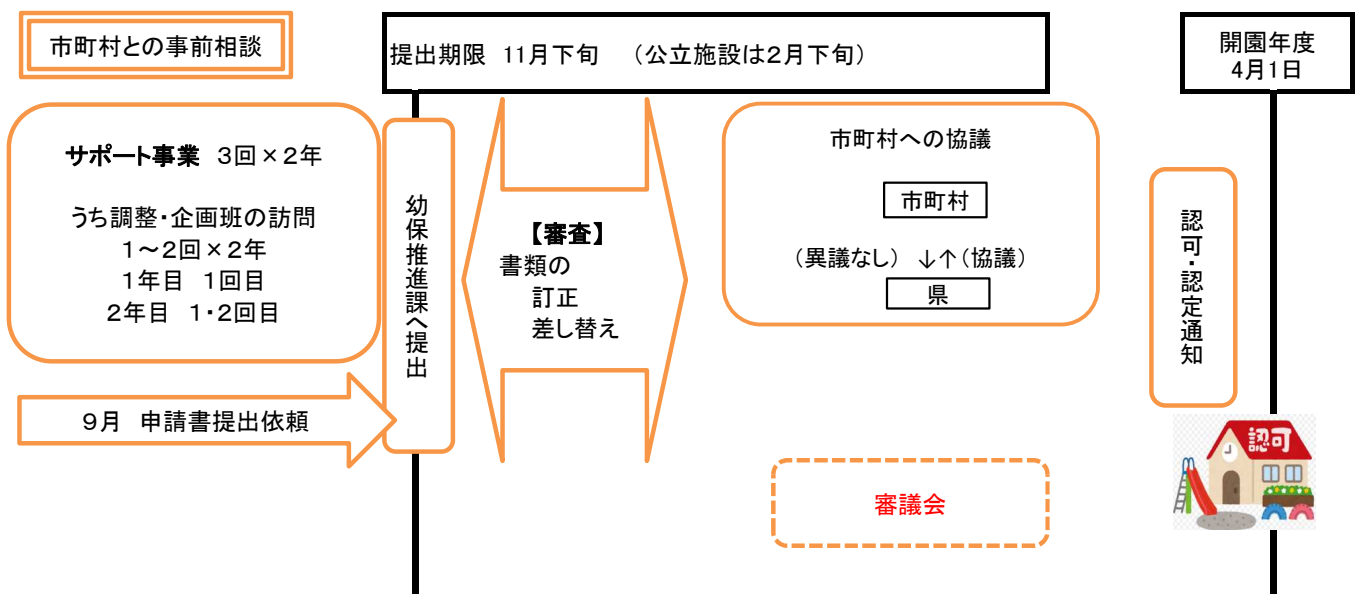 市町村との事前相談
提出期限 11月下旬 （公立施設は2月下旬）
開園年度
4月1日
サポート事業 3回×2年
うち調整・企画班の訪問
1～2回×2年
1年目 1回目
2年目 1・2回目
9月 申請書提出依頼
幼保推進課へ提出
【審査】
書類の
訂正
差し替え
市町村への協議
市町村
（異議なし） ↓↑（協議）
県
審議会
認可・認定通知
認可